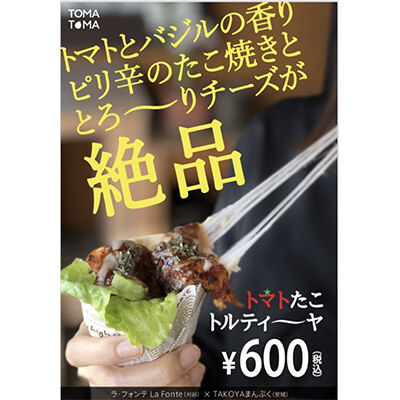 TOMA
TOMA
トマトとバジルの香り
ピリ辛のたこ焼きと
とろ〜〜りチーズが
絶品
high
トマトたこ
トルティ〜〜ヤ
¥600(税込)
ラ・フォンテ La Fonte(刈谷) × TAKOYAまんぷく(安城)